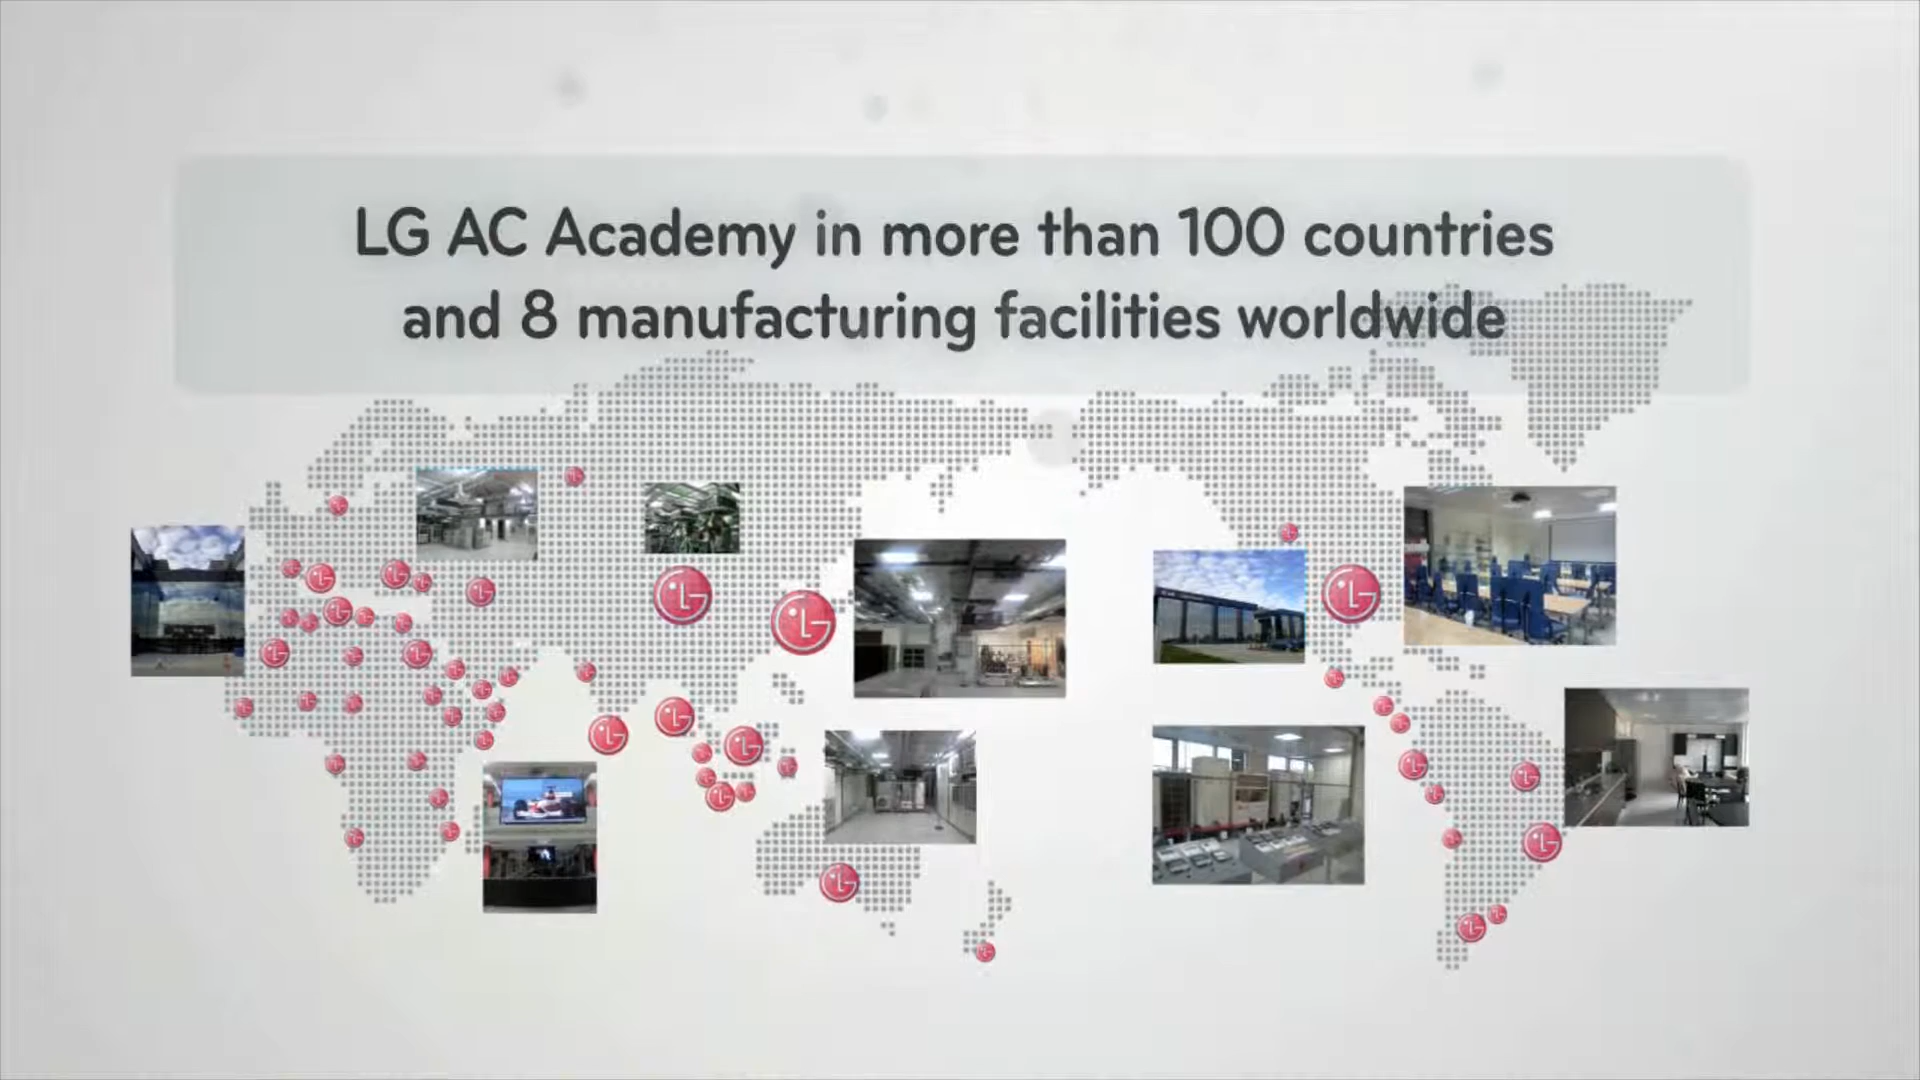 LG AC Academy in more than 100 countries
and 8 manufacturing facilities worldwide